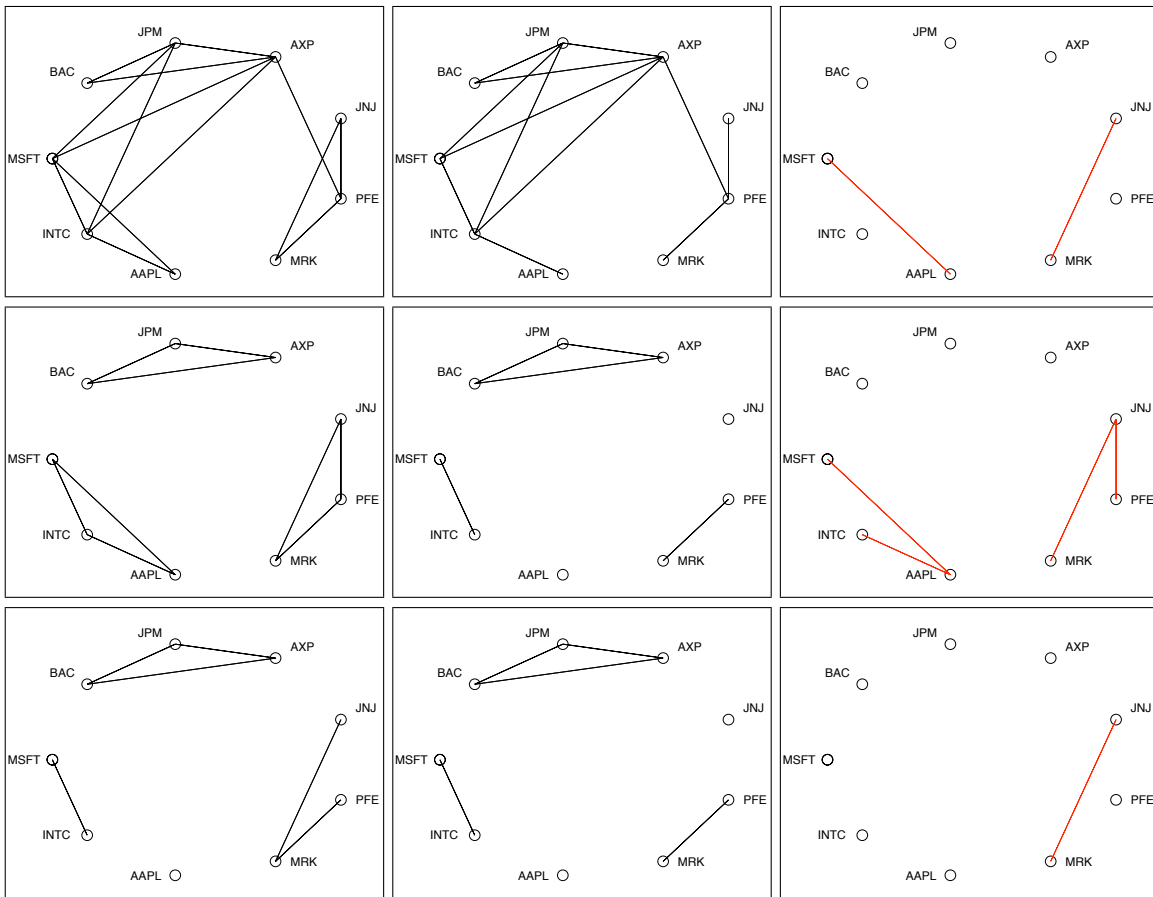 JPM
AXP
BAC
JNJ
MSFT
PFE
INTC
MRK
AAPL
JPM
AXP
BAC
JNJ
MSFT
PFE
INTC
MRK
AAPL
JPM
AXP
BAC
JNJ
MSFT
PFE
INTC
MRK
AAPL
JPM
AXP
BAC
JNJ
MSFT
PFE
INTC
MRK
AAPL
JPM
AXP
BAC
JNJ
MSFT
PFE
INTC
MRK
AAPL
JPM
AXP
BAC
JNJ
MSFT
PFE
INTC
MRK
AAPL
JPM
AXP
BAC
JNJ
MSFT
PFE
INTC
MRK
AAPL
JPM
AXP
BAC
JNJ
MSFT
PFE
INTC
MRK
AAPL
JPM
AXP
BAC
JNJ
MSFT
PFE
INTC
MRK
AAPL